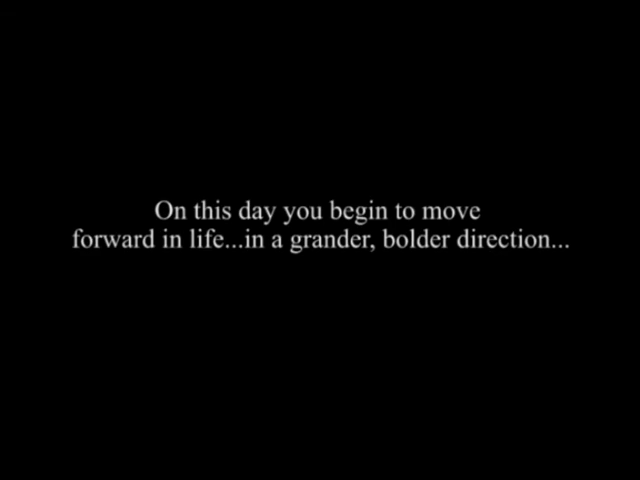 On this day you begin to move
forward in life...in a grander, bolder direction...